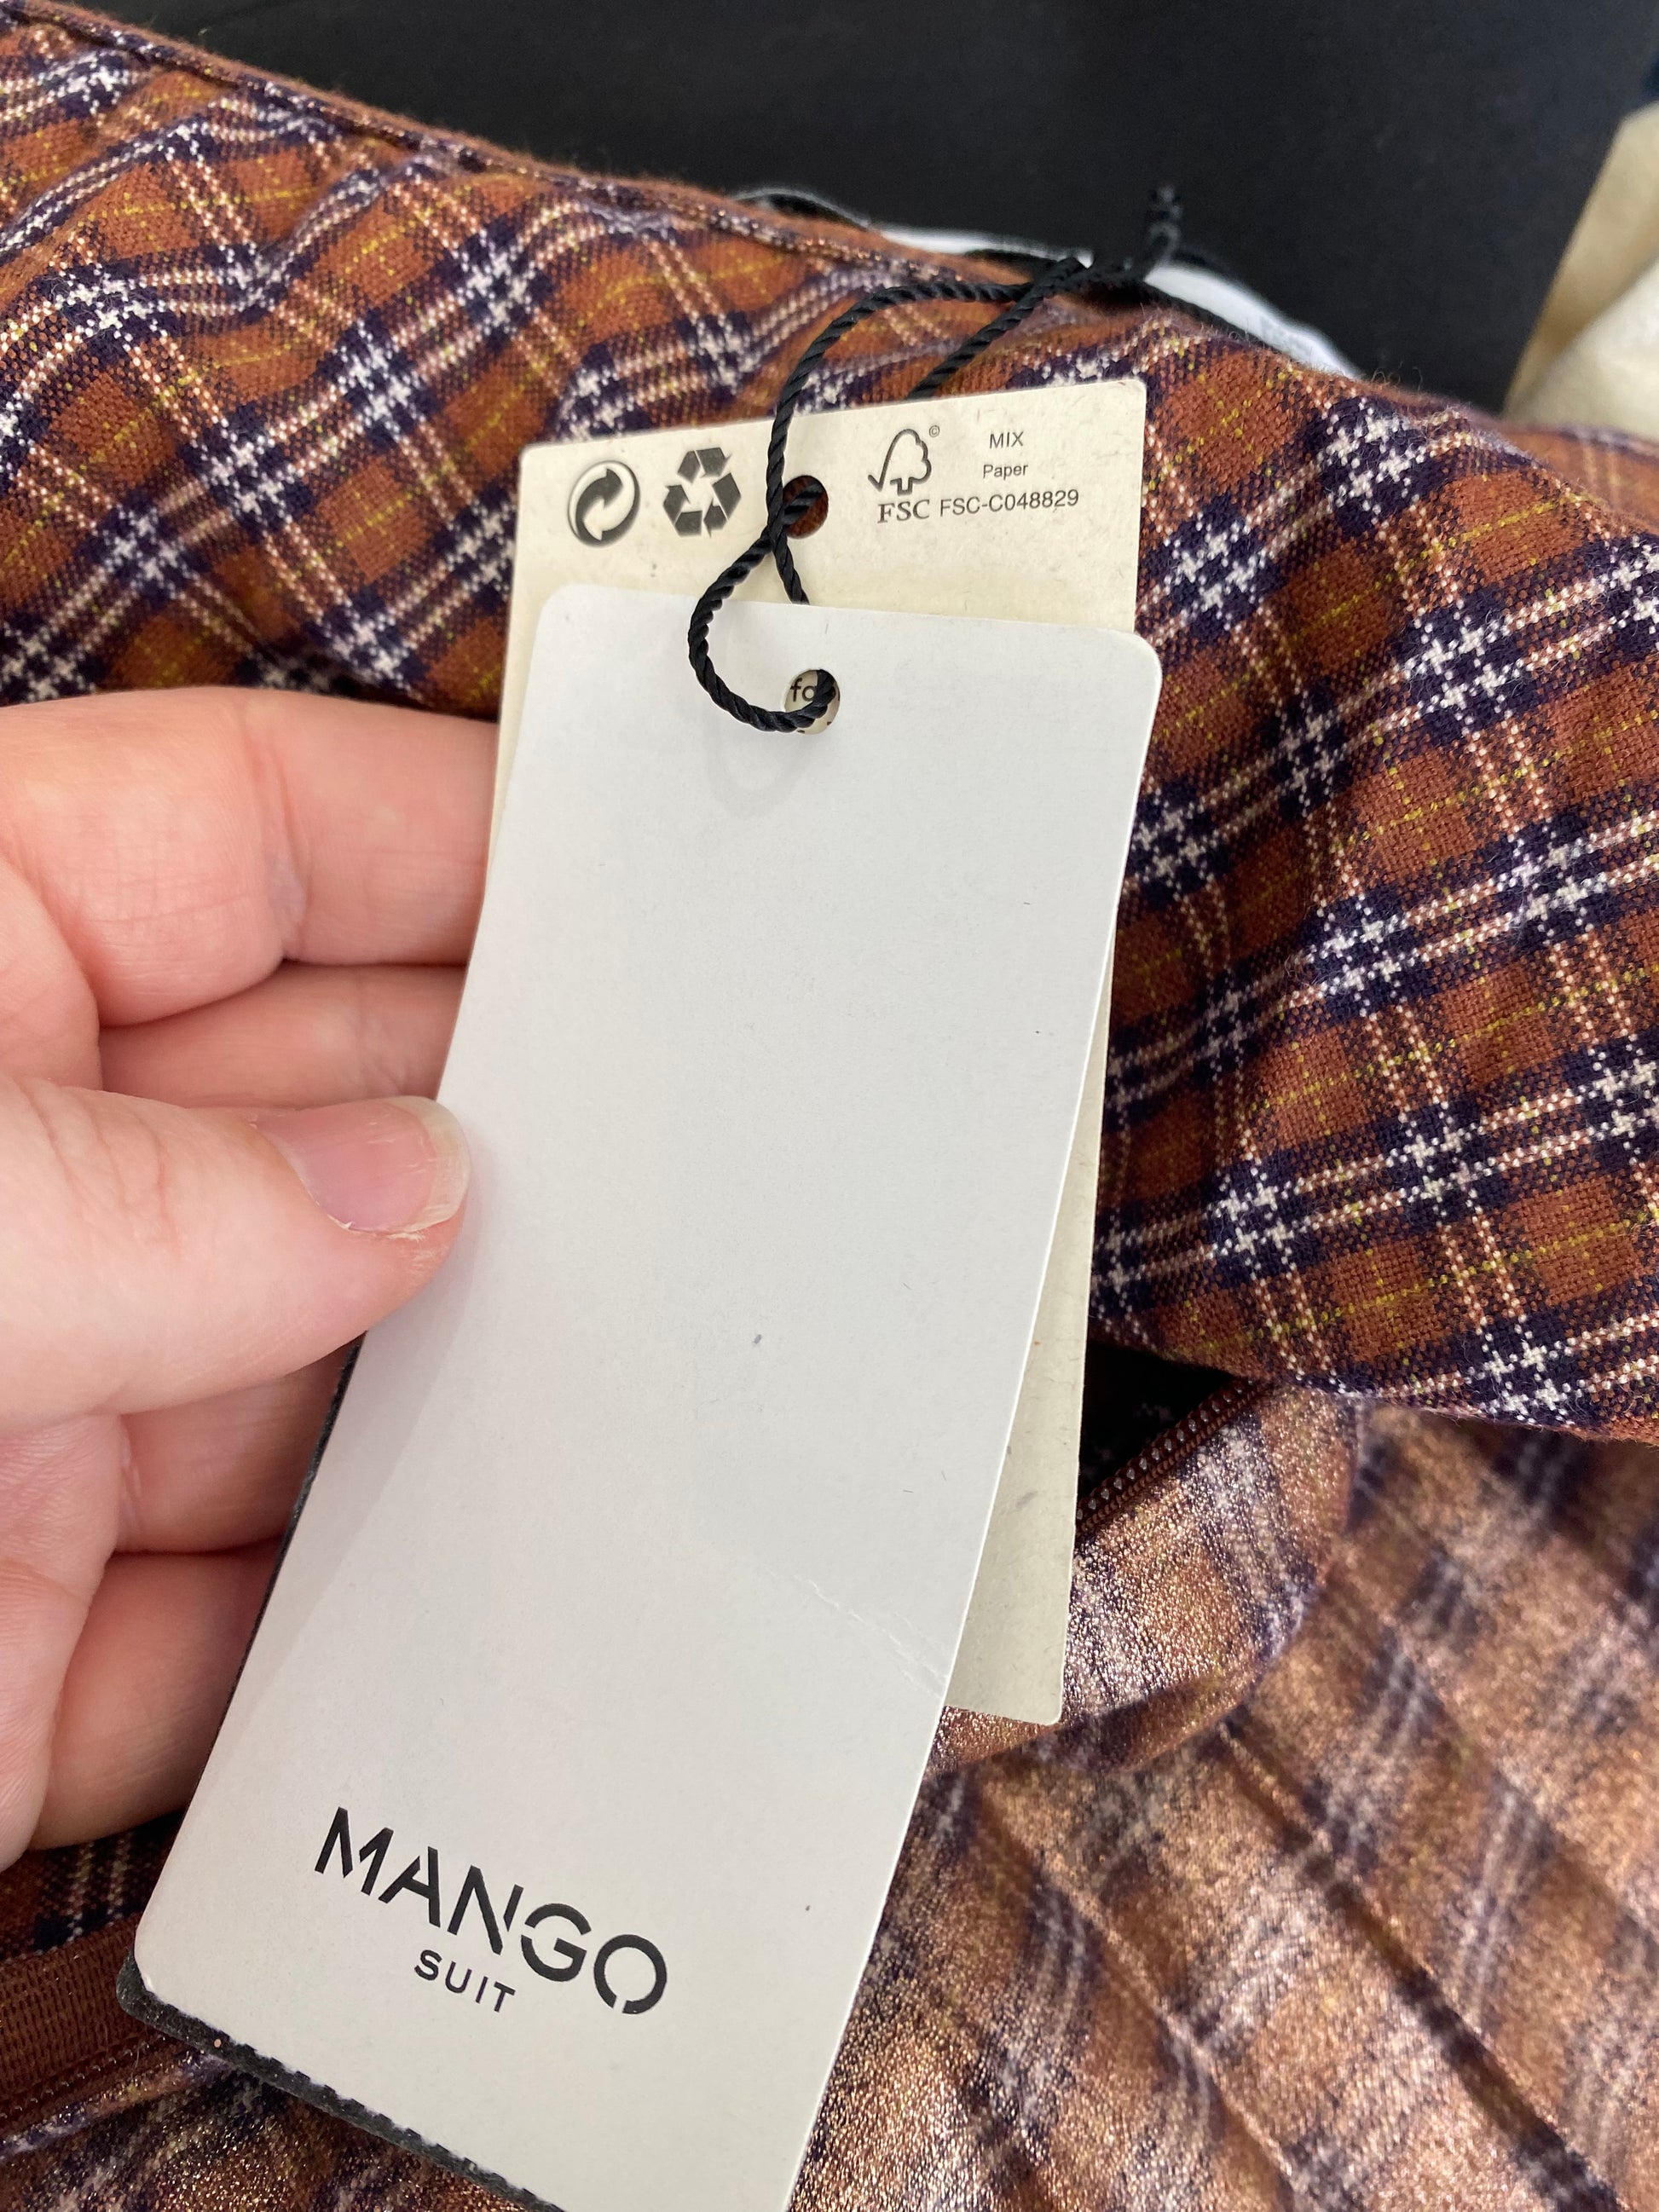 MIX
Paper
FSC FSC-C048829
MANGO
SUIT